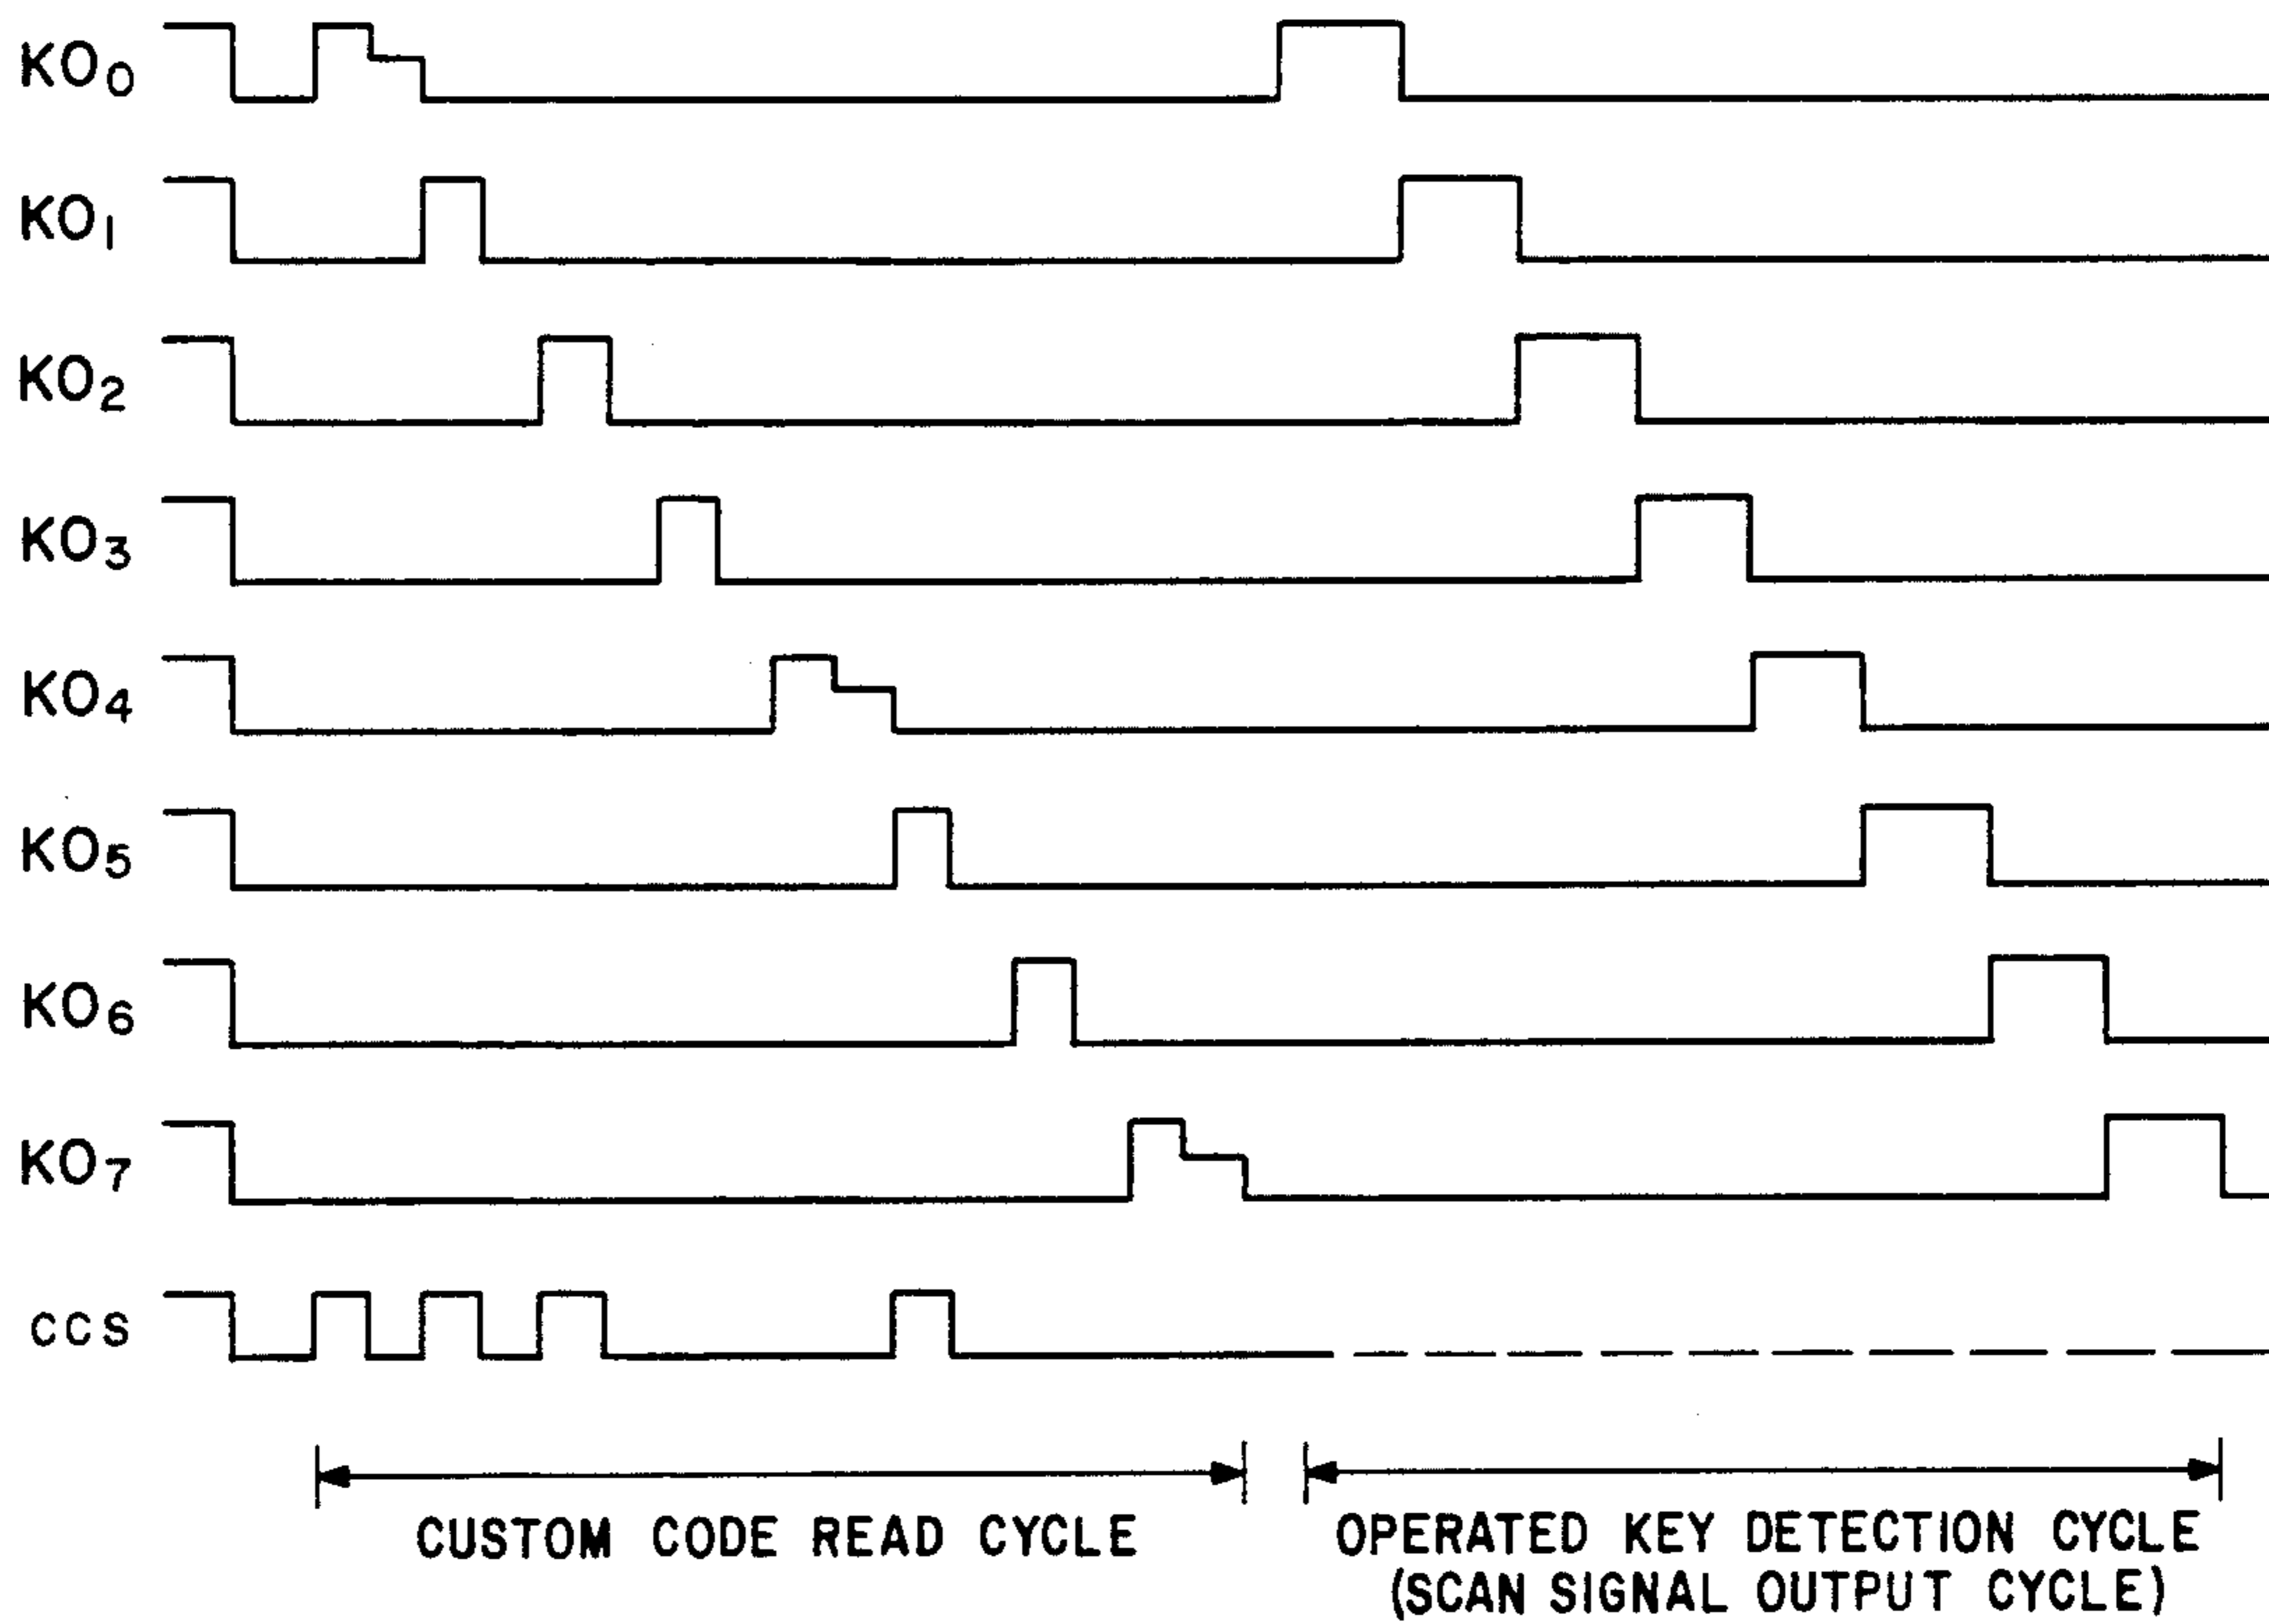 KO0
KO1
KO2
KO3
KO4
KO5
KO6
KO7
CCS
CUSTOM CODE READ CYCLE
OPERATED KEY DETECTION CYCLE
(SCAN SIGNAL OUTPUT CYCLE)